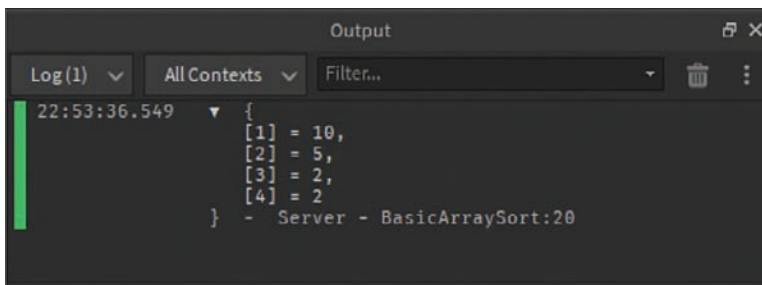 Output
Log (1) All Contexts Filter...
22:53:36.549 ▼ {
[1] = 10,
[2] = 5,
[3] = 2,
[4] = 2
} - Server - BasicArraySort:20